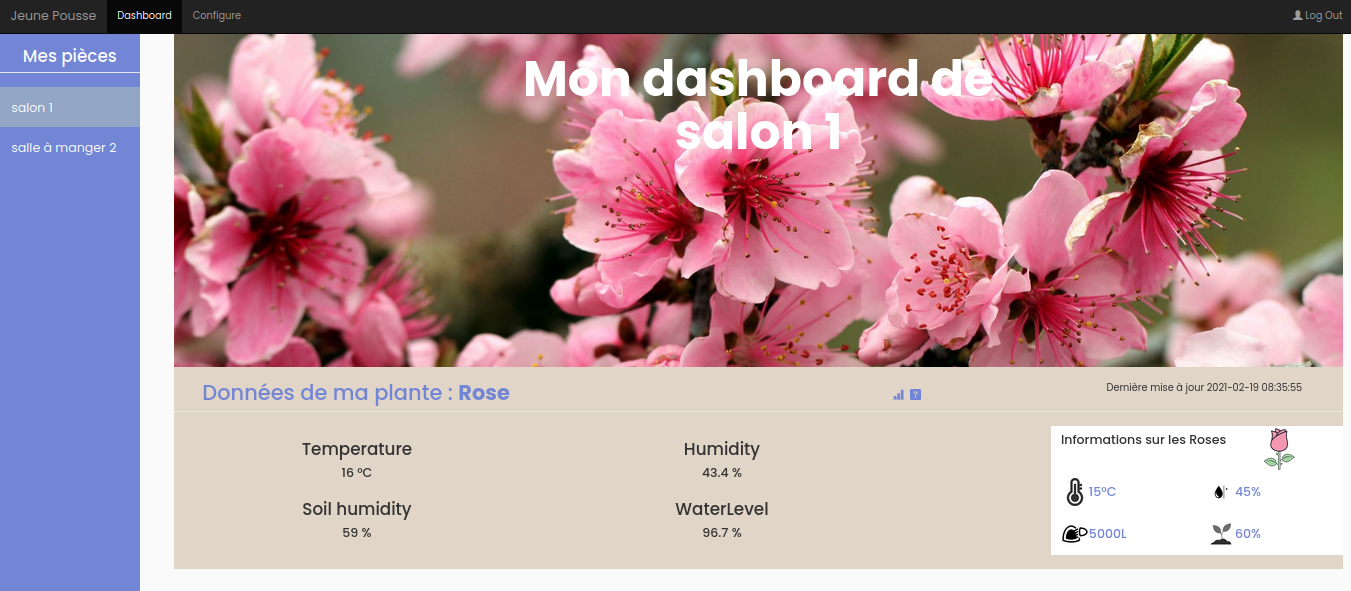 Jeune Pousse Dashboard Configure Log Out
Mes pièces
salon 1
salle à manger 2
Mon dashboard de
salon 1
Données de ma plante : Rose
Dernière mise à jour 2021-02-19 08:35:55
Temperature
16 °C
Humidity
43.4 %
Soil humidity
59 %
WaterLevel
96.7 %
Informations sur les Roses
15°C
45%
5000L
60%